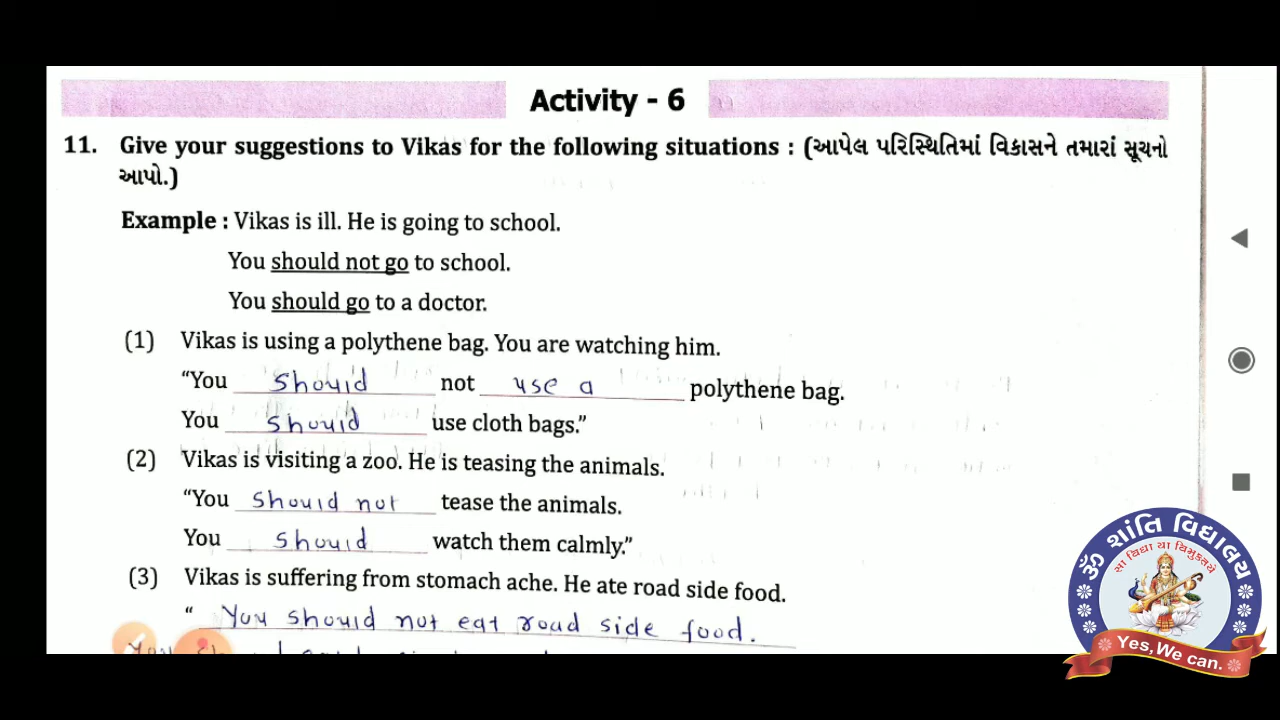 Activity - 6
11. Give your suggestions to Vikas for the following situations : (આપેલ પરિસ્થિતિમાં વિકાસને તમારાં સૂચનો
આપો.)
Example : Vikas is ill. He is going to school.
You should not go to school.
You should go to a doctor.
(1) Vikas is using a polythene bag. You are watching him.
“You should not use a polythene bag.
You should use cloth bags.”
(2) Vikas is visiting a zoo. He is teasing the animals.
“You should not tease the animals.
You should watch them calmly.”
(3) Vikas is suffering from stomach ache. He ate road side food.
“ You should not eat road side food.
ૐ શાંતિ વિદ્યાલય
સા વિદ્યા યા વિમુક્તયે
Yes, We can.